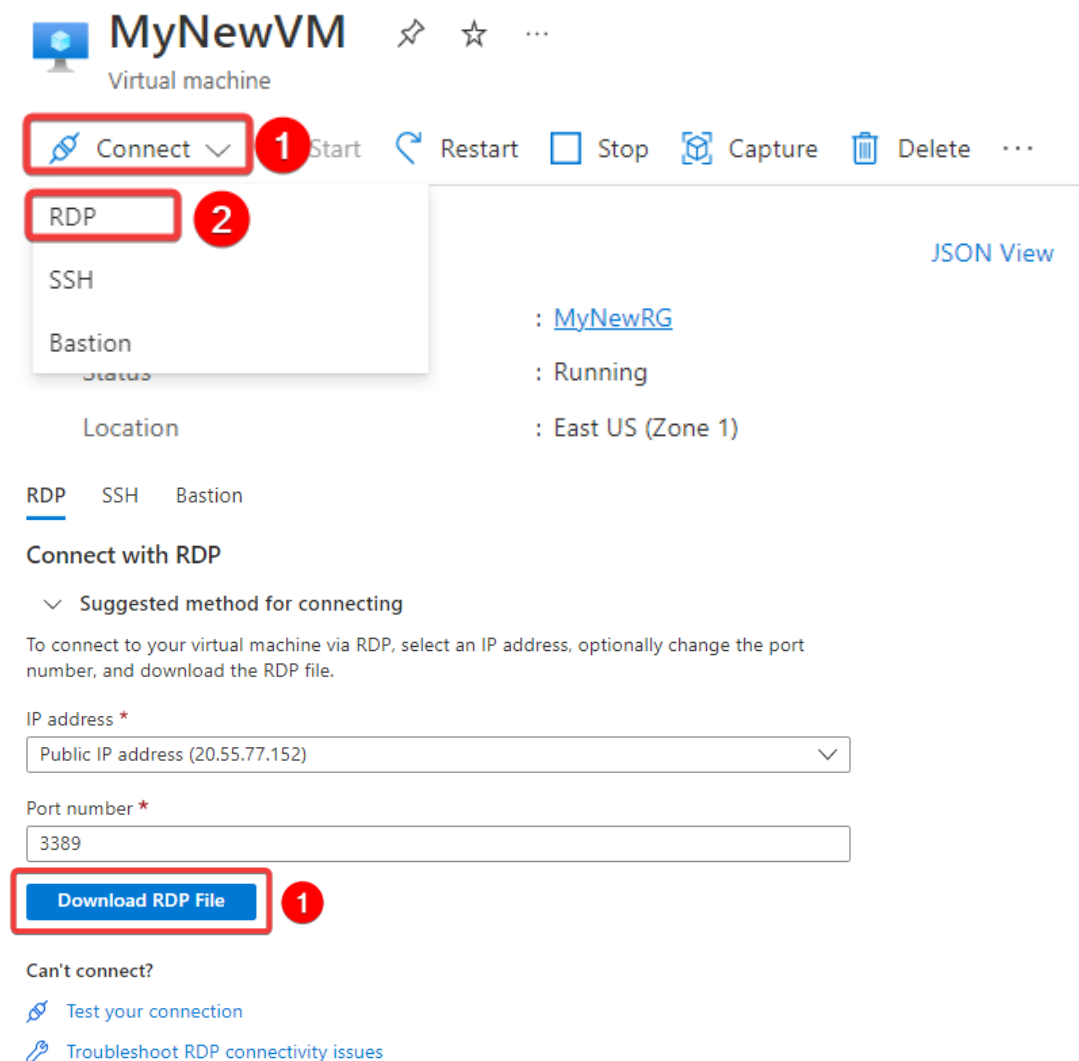 MyNewVM
Virtual machine
Connect 1 Start Restart Stop Capture Delete
RDP 2
SSH
Bastion
JSON View
: MyNewRG
Status : Running
Location : East US (Zone 1)
RDP SSH Bastion
Connect with RDP
Suggested method for connecting
To connect to your virtual machine via RDP, select an IP address, optionally change the port
number, and download the RDP file.
IP address *
Public IP address (20.55.77.152)
Port number *
3389
Download RDP File 1
Can't connect?
Test your connection
Troubleshoot RDP connectivity issues